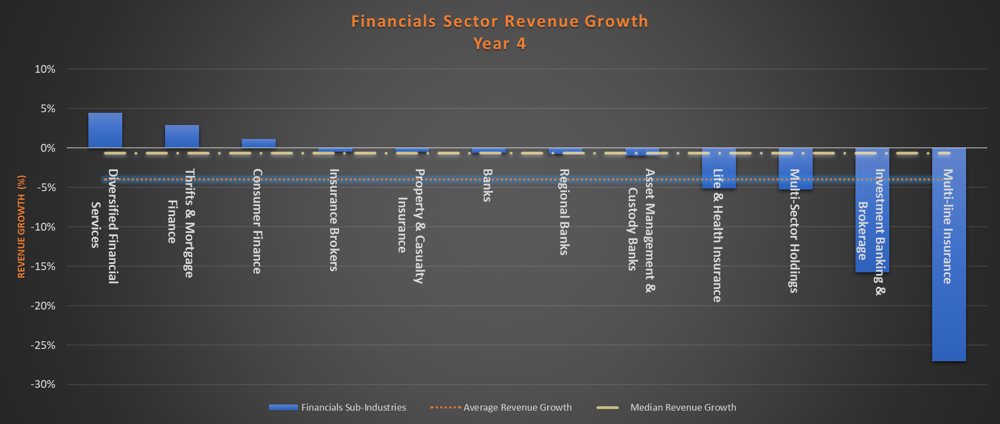 Financials Sector Revenue Growth
Year 4
10%
5%
0%
-5%
-10%
-15%
-20%
-25%
-30%
REVENUE GROWTH (%)
Diversified Financial
Services
Thrifts & Mortgage
Finance
Consumer Finance
Insurance Brokers
Property & Casualty
Insurance
Banks
Regional Banks
Asset Management &
Custody Banks
Life & Health Insurance
Multi-Sector Holdings
Investment Banking &
Brokerage
Multi-line Insurance
Financials Sub-Industries
Average Revenue Growth
Median Revenue Growth